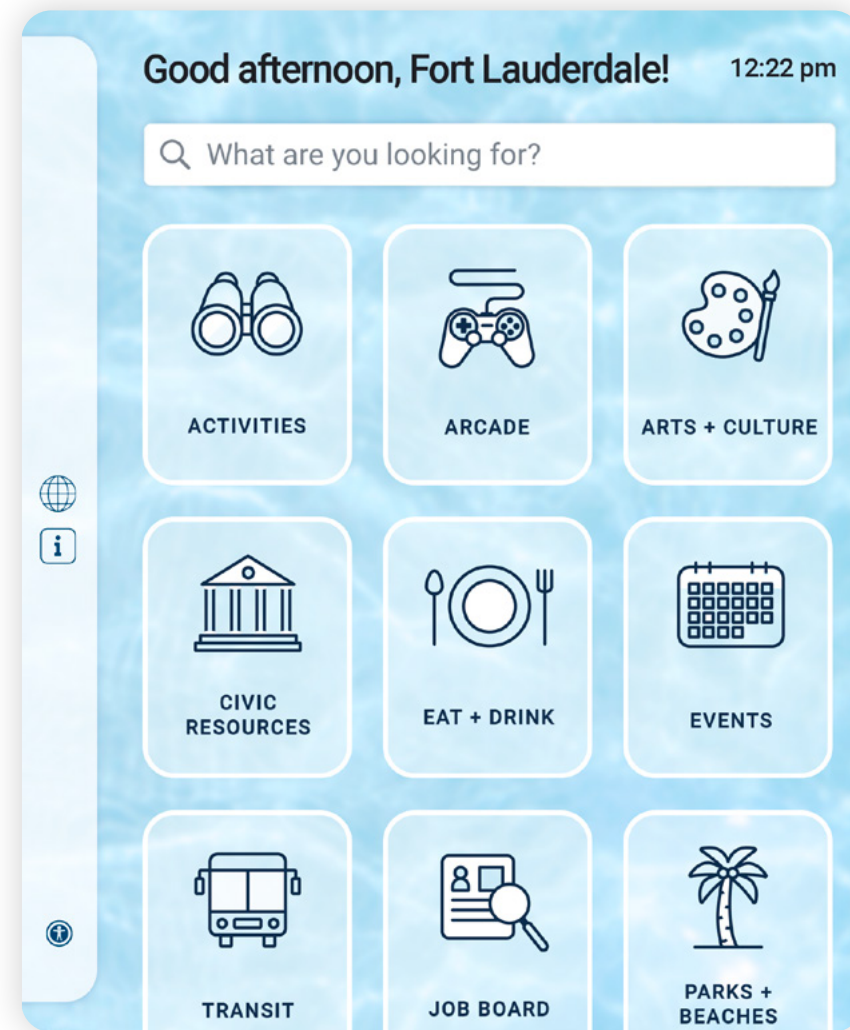 Good afternoon, Fort Lauderdale!
12:22 pm
What are you looking for?
ACTIVITIES
ARCADE
ARTS + CULTURE
CIVIC
RESOURCES
EAT + DRINK
EVENTS
TRANSIT
JOB BOARD
PARKS +
BEACHES